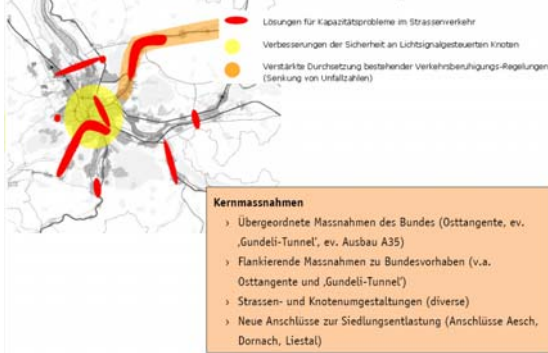 Lösungen für Kapazitätsprobleme im Strassenverkehr
Verbesserungen der Sicherheit an Lichtsignalgesteuerten Knoten
Verstärkte Durchsetzung bestehender Verkehrsberuhigungs-Regelungen
(Senkung von Unfallzahlen)
Kernmassnahmen
› Übergeordnete Massnahmen des Bundes (Osttangente, ev.
‚Gundeli-Tunnel', ev. Ausbau A35)
› Flankierende Massnahmen zu Bundesvorhaben (v.a.
Osttangente und ‚Gundeli-Tunnel')
› Strassen- und Knotenumgestaltungen (diverse)
› Neue Anschlüsse zur Siedlungsentlastung (Anschlüsse Aesch,
Dornach, Liestal)